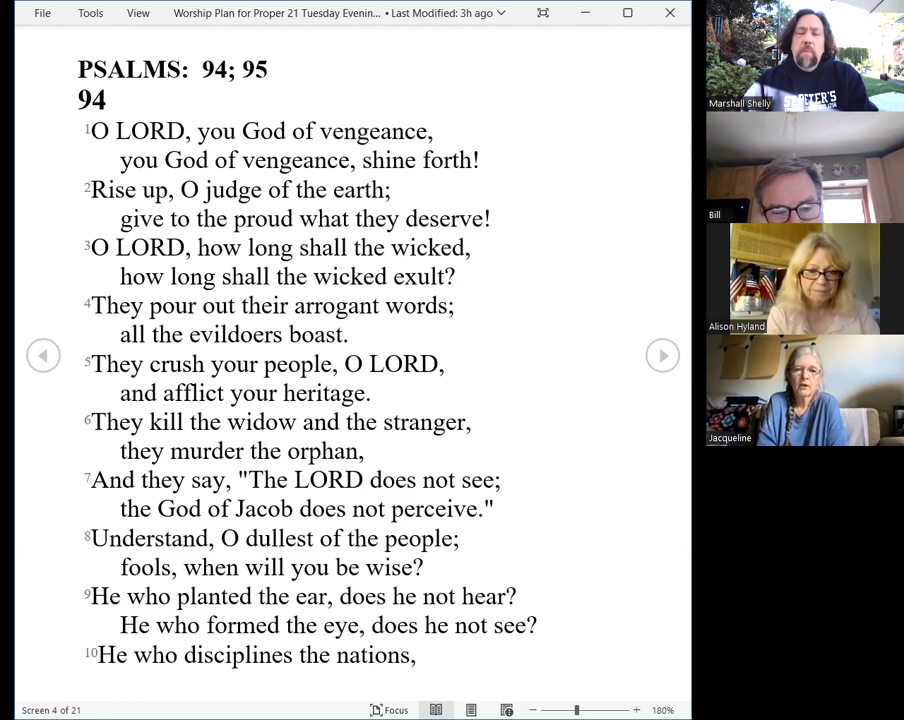 File Tools View Worship Plan for Proper 21 Tuesday Evenin... • Last Modified: 3h ago
PSALMS: 94; 95
94
1O LORD, you God of vengeance,
you God of vengeance, shine forth!
2Rise up, O judge of the earth;
give to the proud what they deserve!
3O LORD, how long shall the wicked,
how long shall the wicked exult?
4They pour out their arrogant words;
all the evildoers boast.
5They crush your people, O LORD,
and afflict your heritage.
6They kill the widow and the stranger,
they murder the orphan,
7And they say, "The LORD does not see;
the God of Jacob does not perceive."
8Understand, O dullest of the people;
fools, when will you be wise?
9He who planted the ear, does he not hear?
He who formed the eye, does he not see?
10He who disciplines the nations,
Screen 4 of 21 Focus 180%
ST PETER'S
Marshall Shelly
Bill
Alison Hyland
Jacqueline